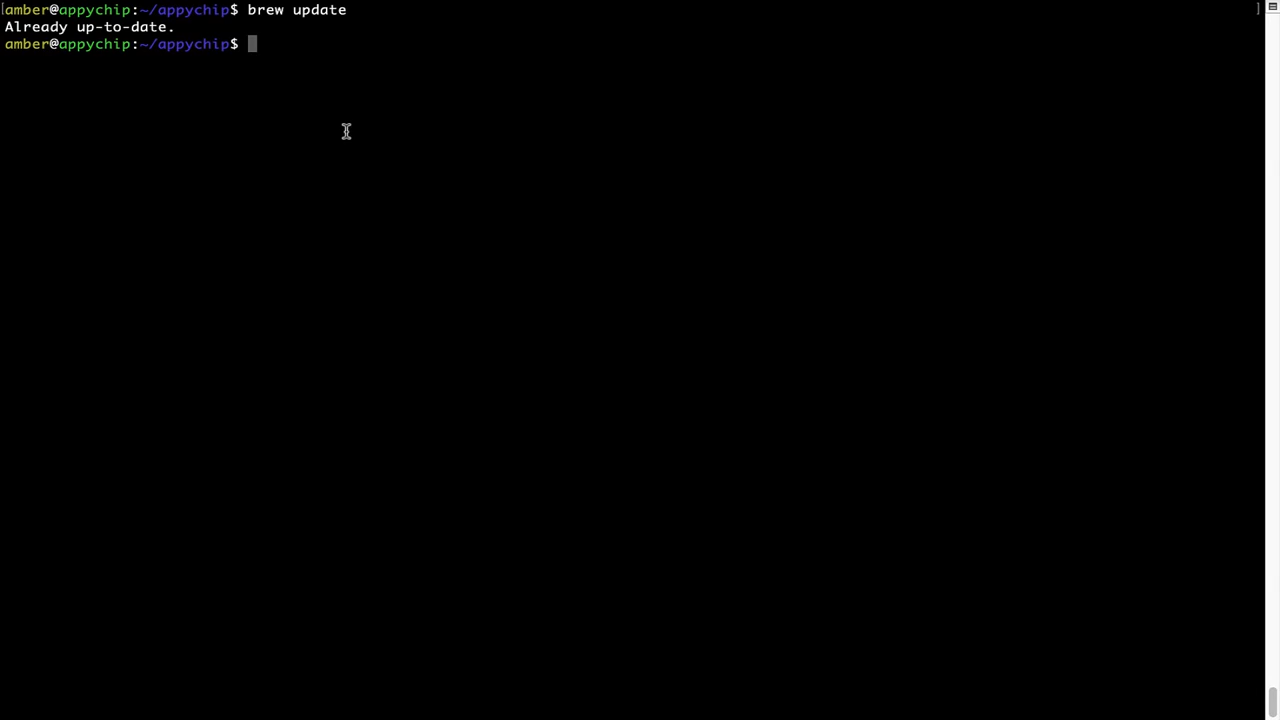 [amber@appychip:~/appychip$ brew update ]
Already up-to-date.
amber@appychip:~/appychip$